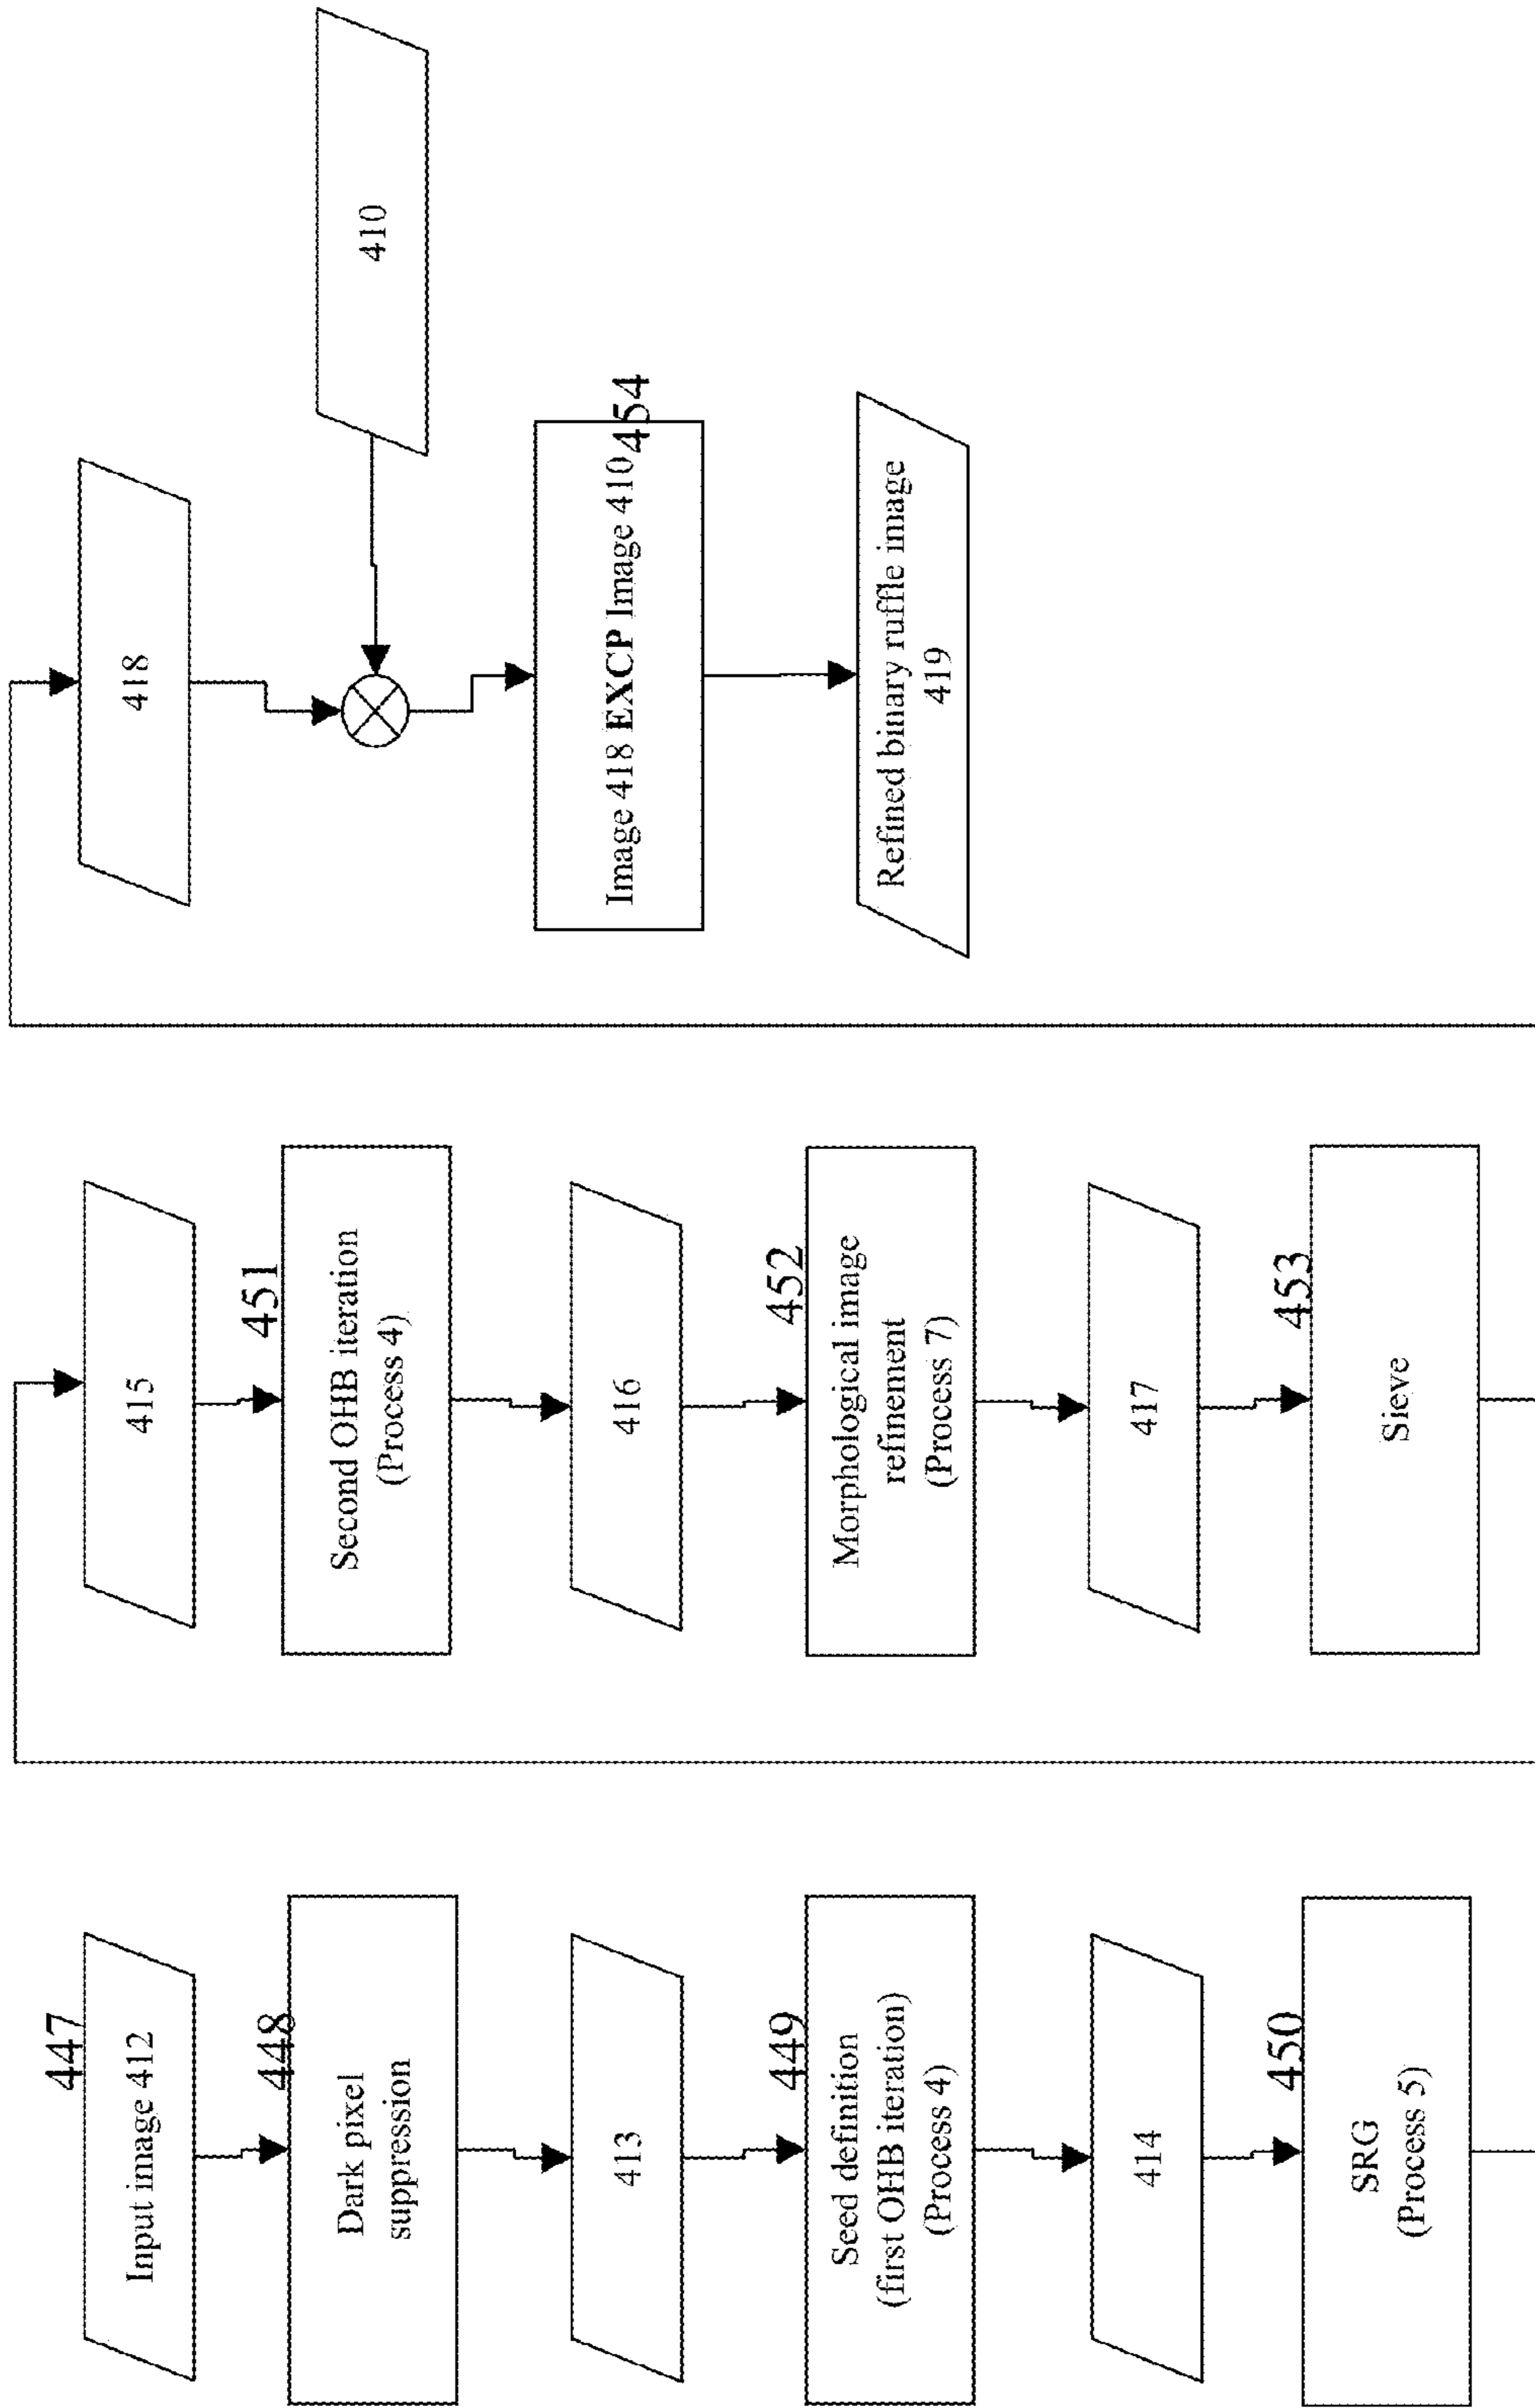 447
Input image 412
448
Dark pixel
suppression
413
449
Seed definition
(first OHB iteration)
(Process 4)
414
450
SRG
(Process 5)
415
451
Second OHB iteration
(Process 4)
416
452
Morphological image
refinement
(Process 7)
417
453
Sieve
418
410
454
Image 418 EXCP Image 410
Refined binary ruffle image
419